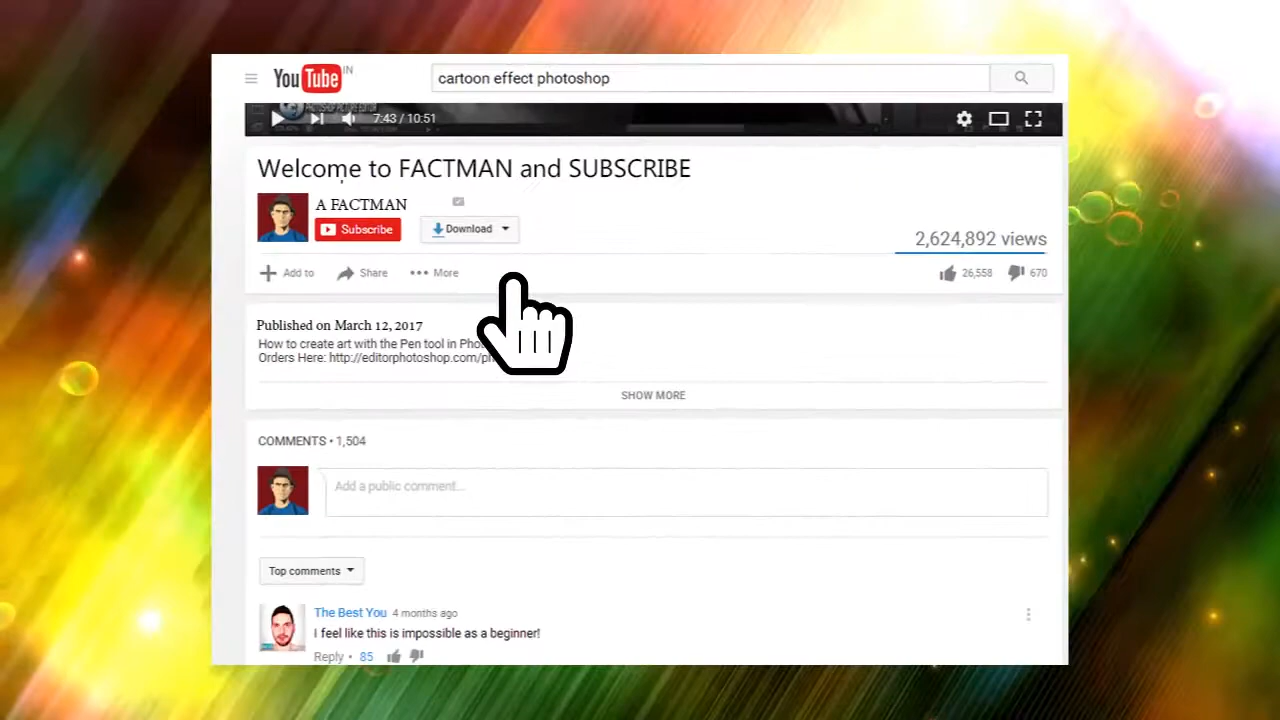 YouTube IN
cartoon effect photoshop
7:43 / 10:51
Welcome to FACTMAN and SUBSCRIBE
A FACTMAN
Subscribe
Download
2,624,892 views
Add to
Share
More
26,558
670
Published on March 12, 2017
How to create art with the Pen tool in
Orders Here: http://editorphotoshop.com/
SHOW MORE
COMMENTS • 1,504
Add a public comment...
Top comments
The Best You 4 months ago
I feel like this is impossible as a beginner!
Reply • 85